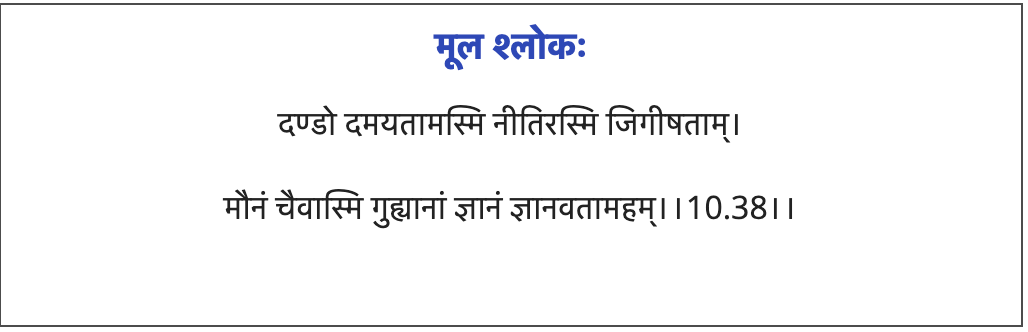 मूल श्लोकः
दण्डो दमयतामस्मि नीतिरस्मि जिगीषताम्।
मौनं चैवास्मि गुह्यानां ज्ञानं ज्ञानवतामहम्।।10.38।।